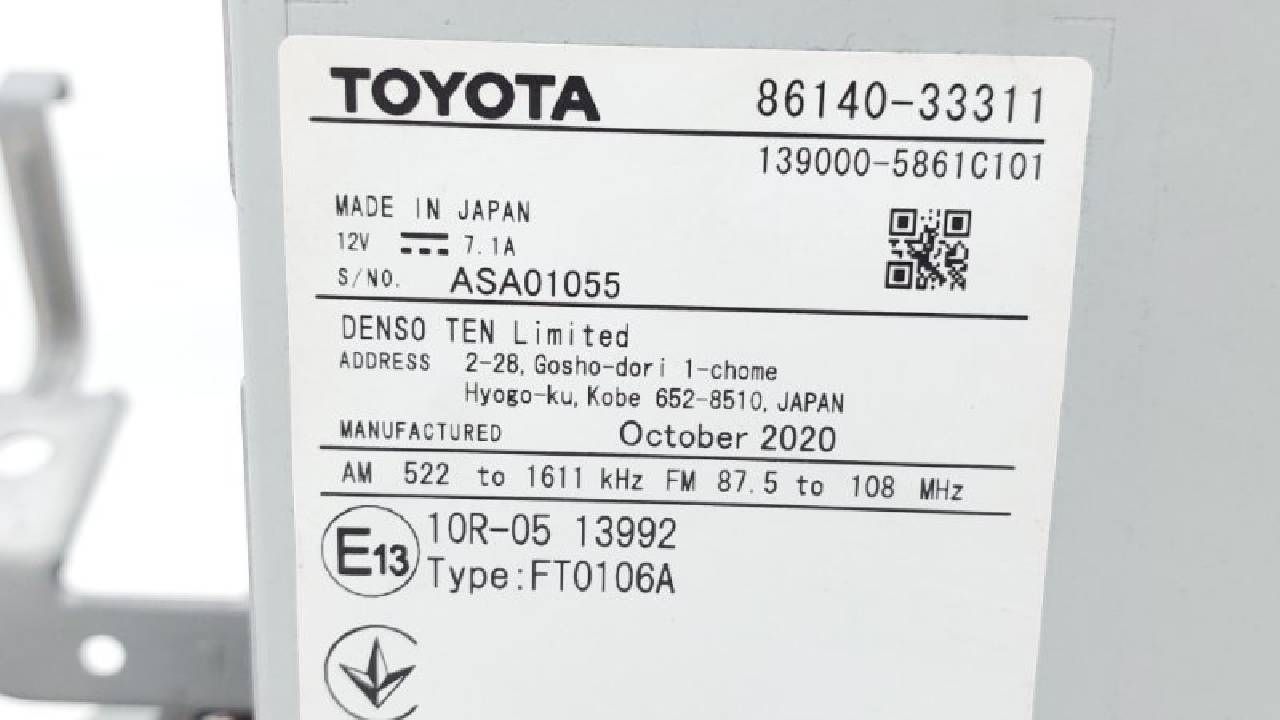 TOYOTA 86140-33311
139000-5861C101
MADE IN JAPAN
12V 7.1A
S/NO. ASA01055
DENSO TEN Limited
ADDRESS 2-28, Gosho-dori 1-chome
Hyogo-ku, Kobe 652-8510, JAPAN
MANUFACTURED October 2020
AM 522 to 1611 kHz FM 87.5 to 108 MHz
E13 10R-05 13992
Type:FT0106A